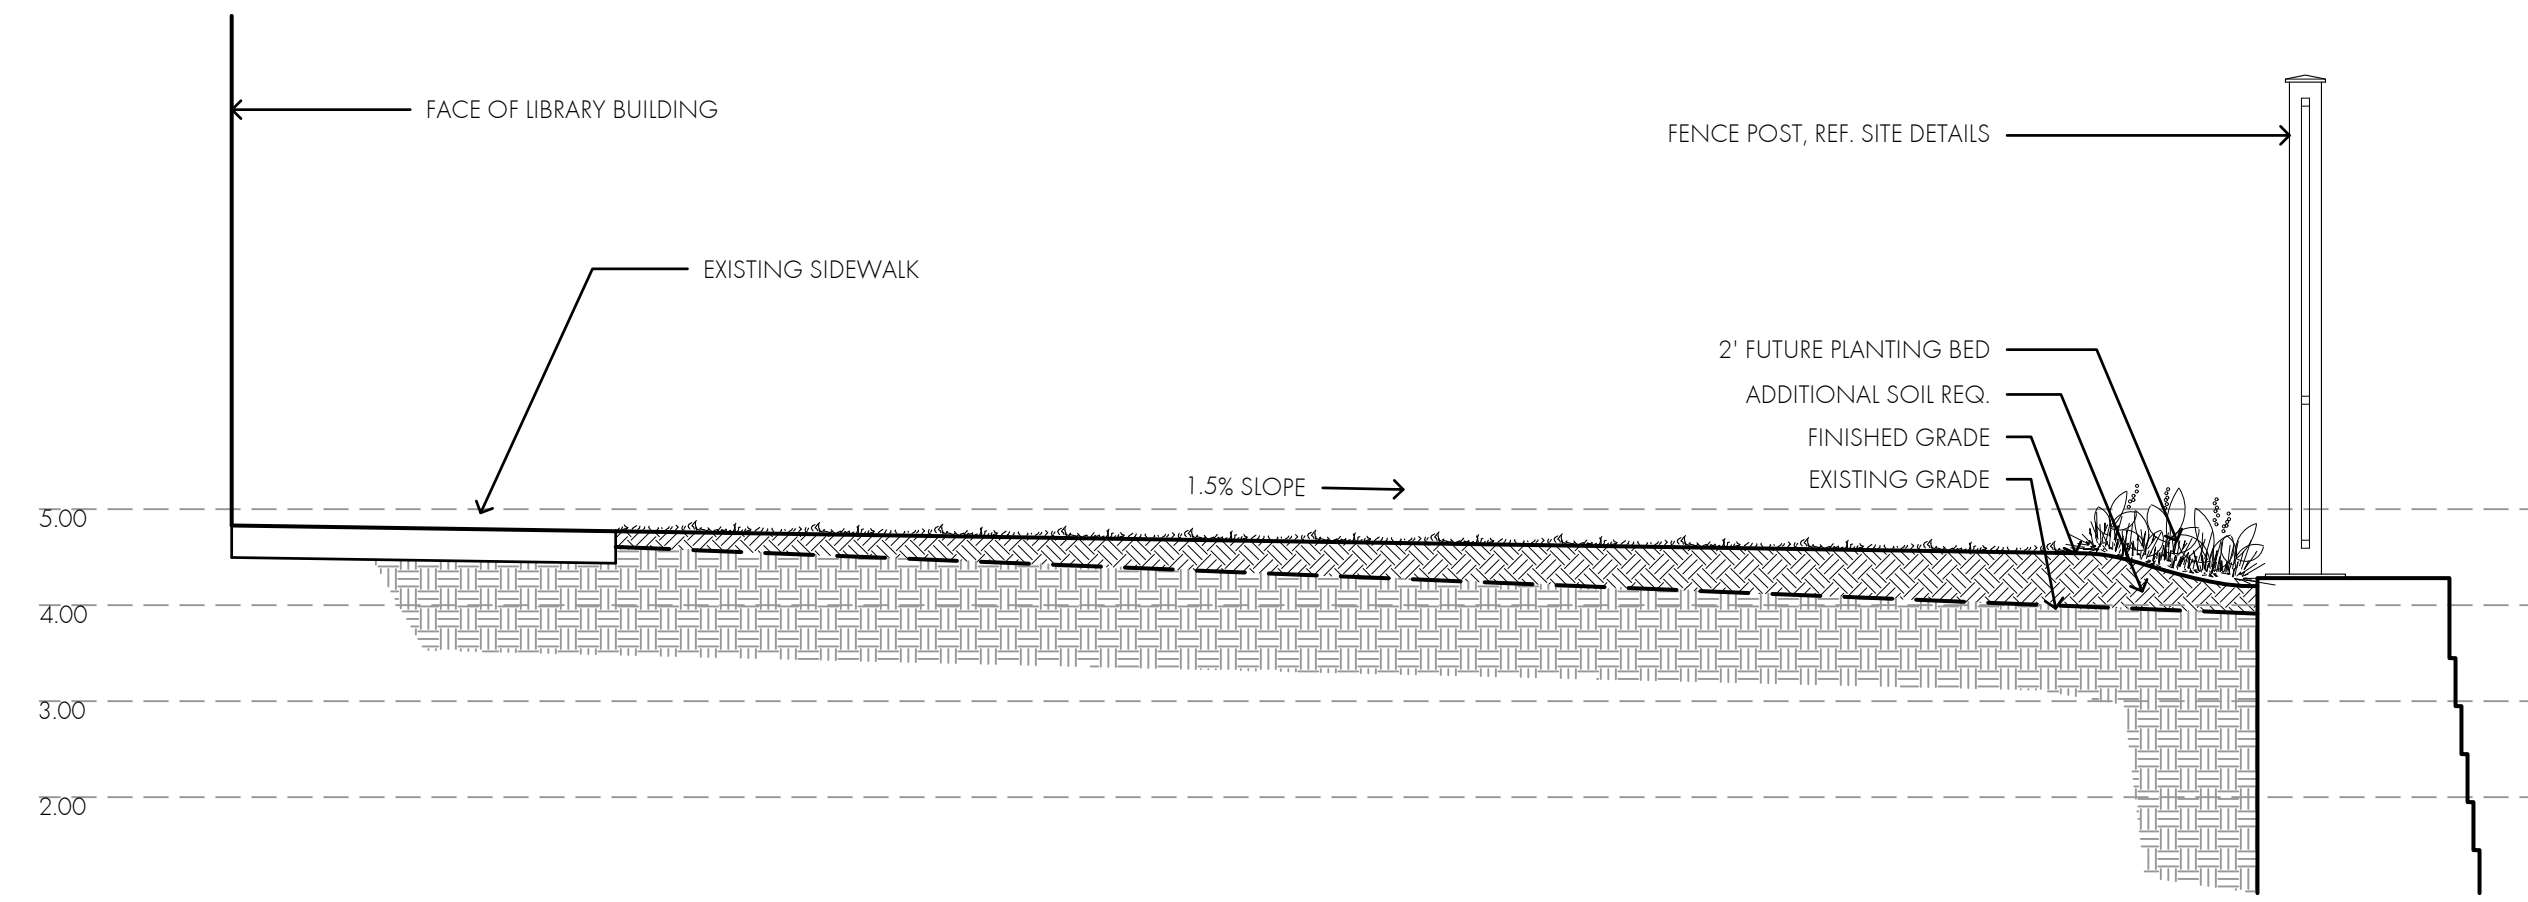 FACE OF LIBRARY BUILDING
FENCE POST, REF. SITE DETAILS
EXISTING SIDEWALK
2' FUTURE PLANTING BED
ADDITIONAL SOIL REQ.
FINISHED GRADE
EXISTING GRADE
1.5% SLOPE
5.00
4.00
3.00
2.00